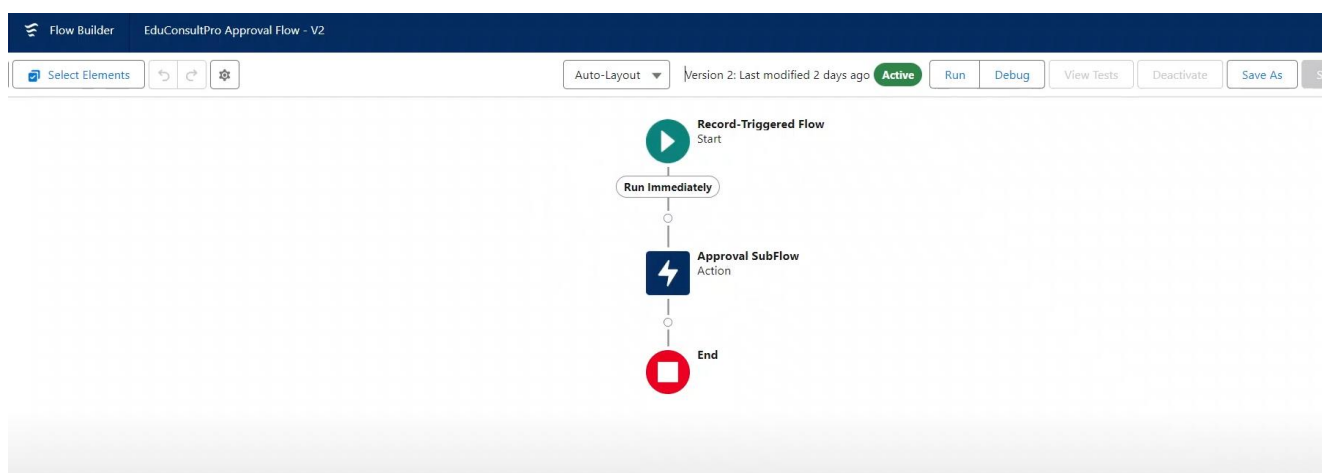 Flow Builder EduConsultPro Approval Flow - V2
Select Elements Auto-Layout Version 2: Last modified 2 days ago Active Run Debug View Tests Deactivate Save As S
Record-Triggered Flow
Start
Run Immediately
Approval SubFlow
Action
End